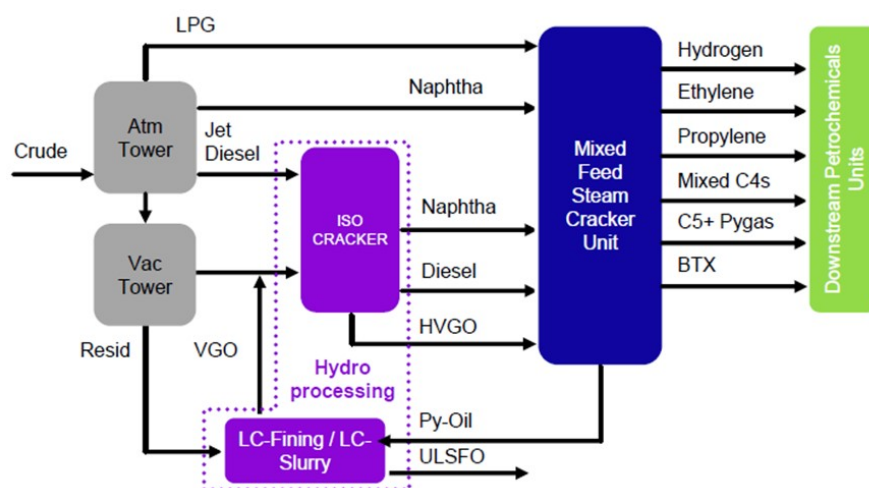 LPG
Naphtha
Atm
Tower
Jet
Diesel
Crude
Vac
Tower
ISO
CRACKER
Naphtha
Diesel
HVGO
Resid
VGO
Hydro
processing
LC-Fining / LC-
Slurry
Py-Oil
ULSFO
Mixed
Feed
Steam
Cracker
Unit
Hydrogen
Ethylene
Propylene
Mixed C4s
C5+ Pygas
BTX
Downstream Petrochemicals
Units